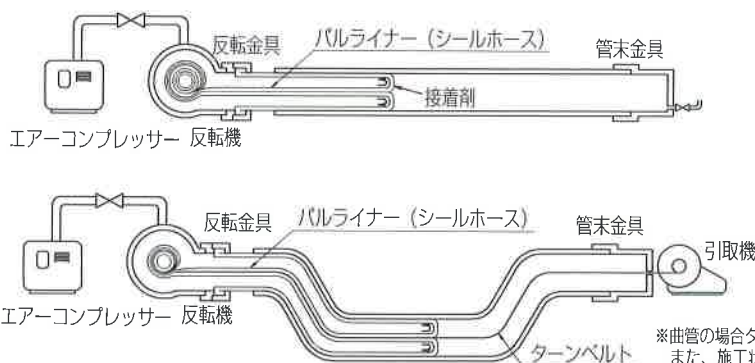 反転金具
パルライナー（シールホース）
管末金具
接着剤
エアーコンプレッサー 反転機
反転金具
パルライナー（シールホース）
管末金具
引取機
エアーコンプレッサー 反転機
ターンベルト
※曲管の場合
また、施工